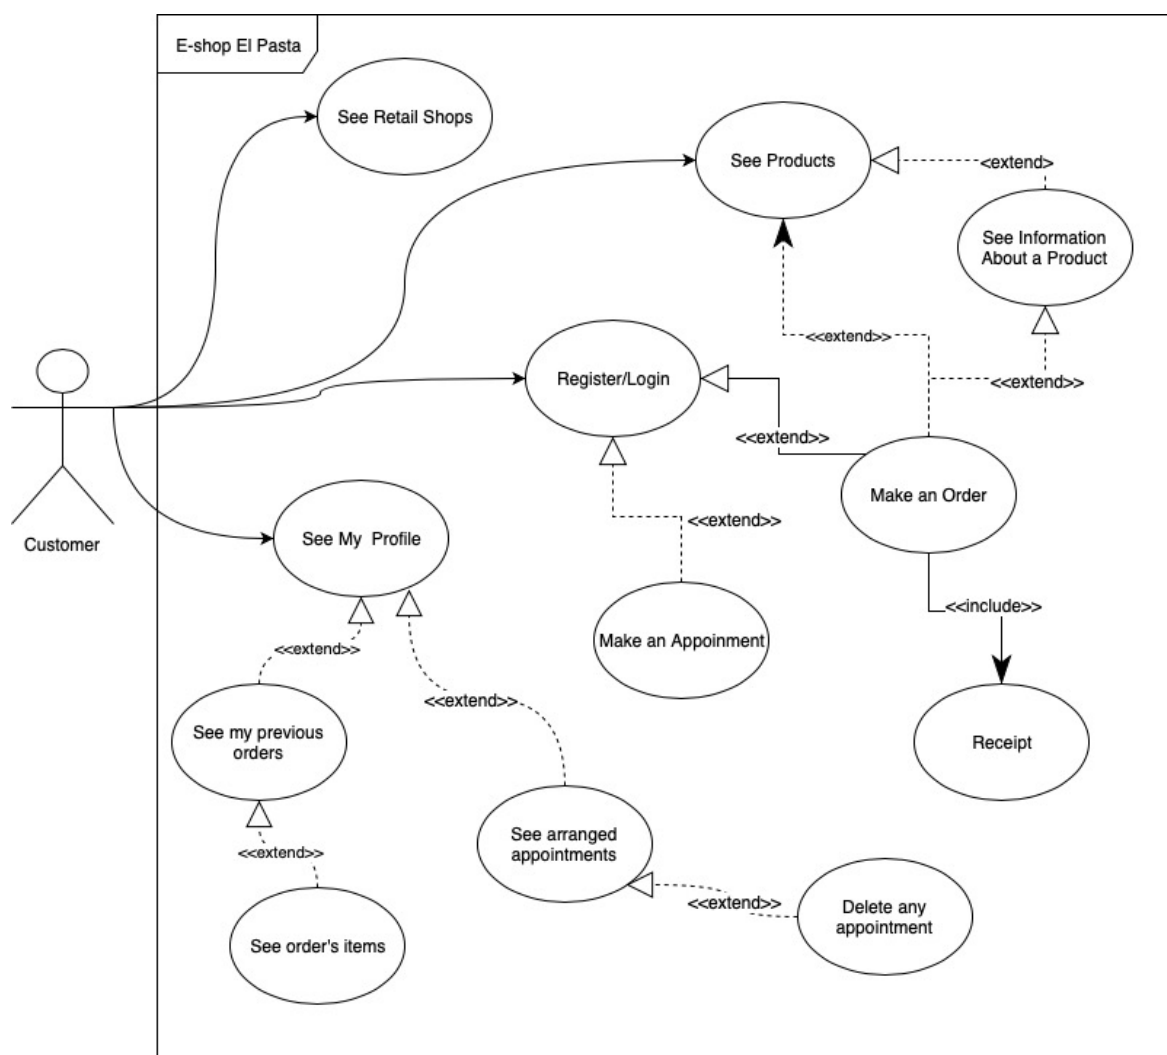 E-shop El Pasta
See Retail Shops
See Products
<extend>
See Information
About a Product
<<extend>>
<<extend>>
Register/Login
<<extend>>
Make an Order
<<extend>>
Customer
See My  Profile
<<include>>
Make an Appoinment
<<extend>>
<<extend>>
See my previous
orders
Receipt
See arranged
appointments
<<extend>>
<<extend>>
Delete any
appointment
See order's items